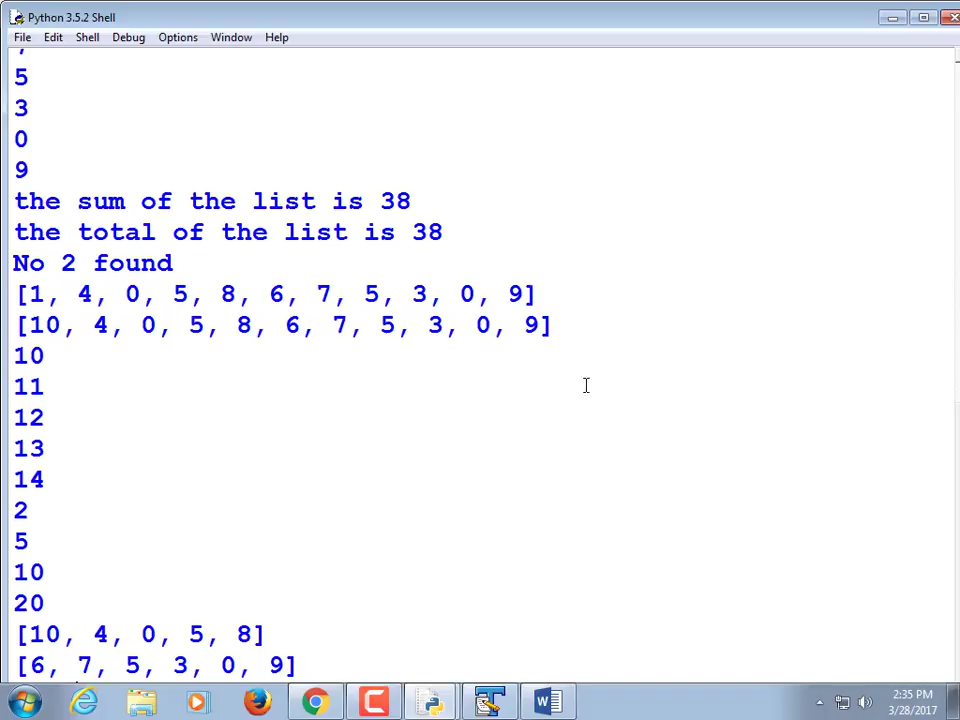 Python 3.5.2 Shell
File Edit Shell Debug Options Window Help
5
3
0
9
the sum of the list is 38
the total of the list is 38
No 2 found
[1, 4, 0, 5, 8, 6, 7, 5, 3, 0, 9]
[10, 4, 0, 5, 8, 6, 7, 5, 3, 0, 9]
10
11
12
13
14
2
5
10
20
[10, 4, 0, 5, 8]
[6, 7, 5, 3, 0, 9]
2:35 PM
3/28/2017